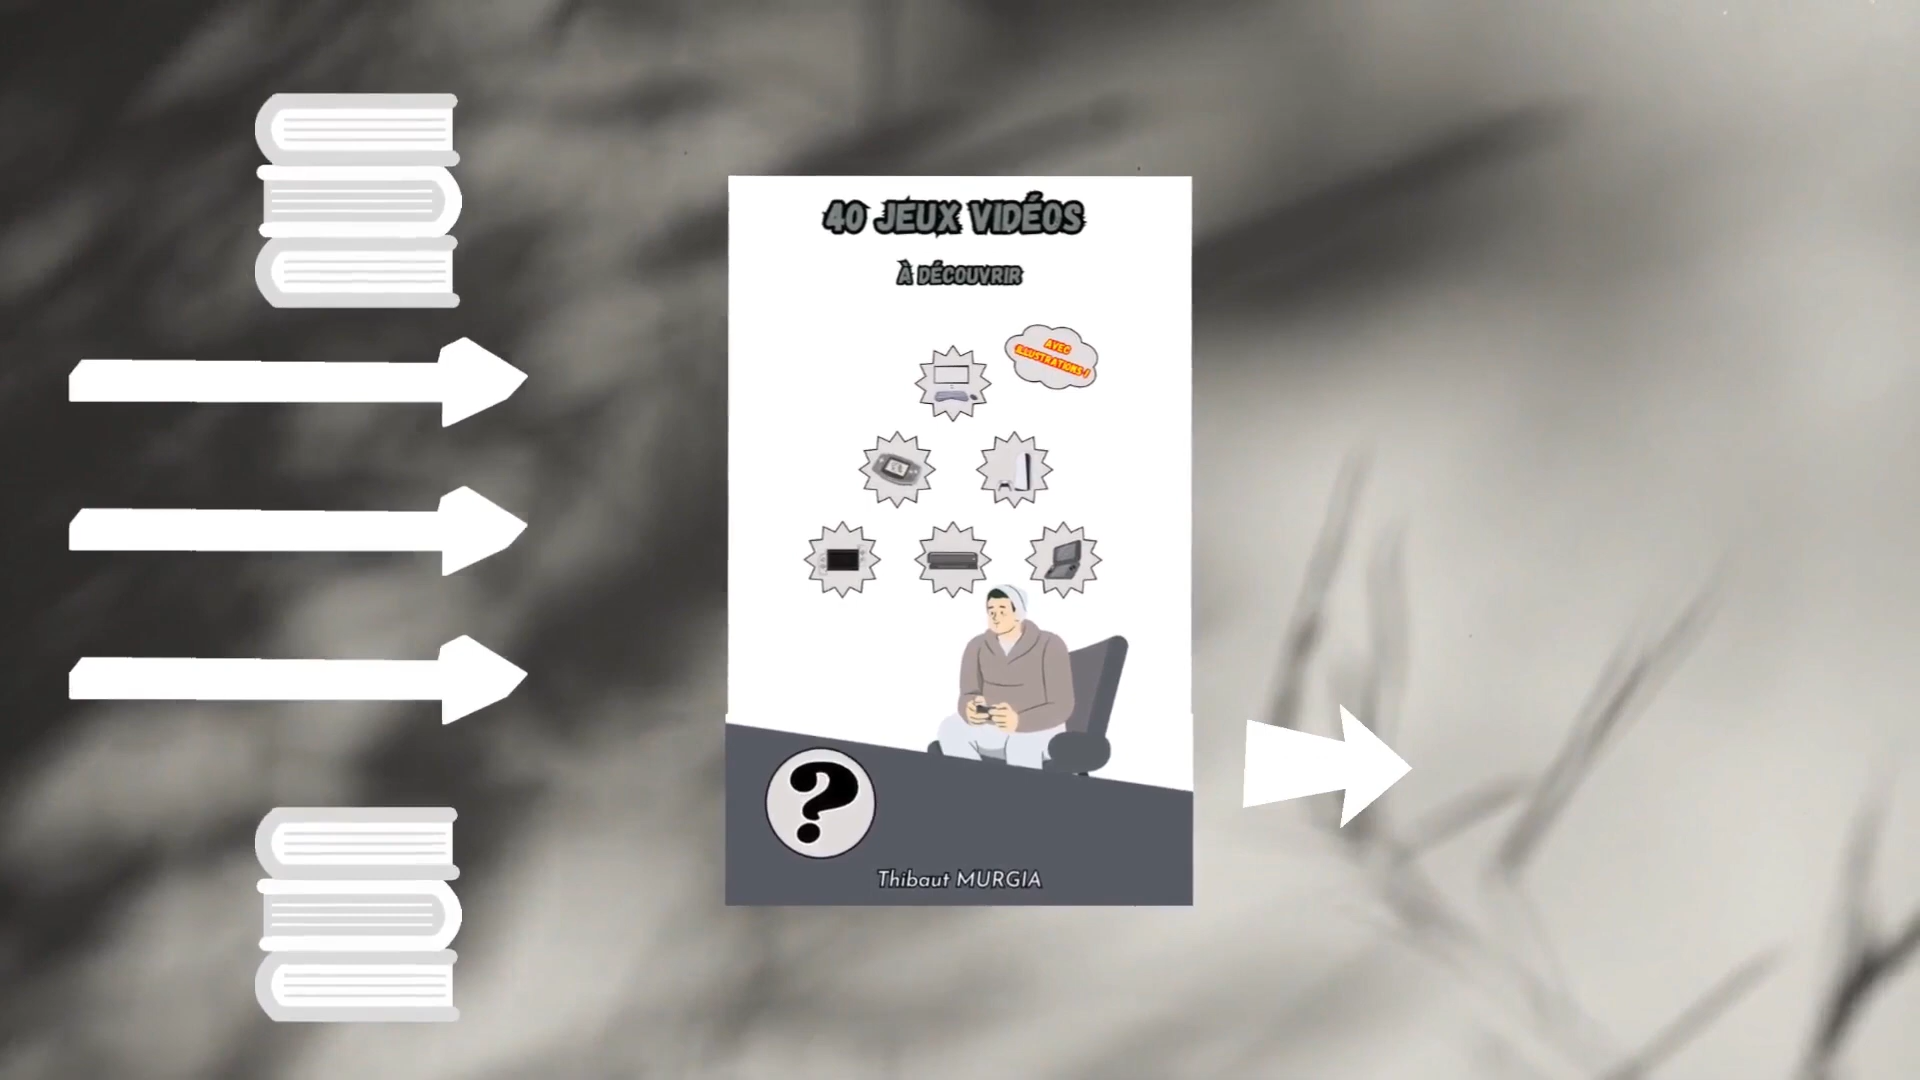 40 JEUX VIDÉOS
À DÉCOUVRIR
AVEC
ILLUSTRATIONS !
?
Thibaut MURGIA